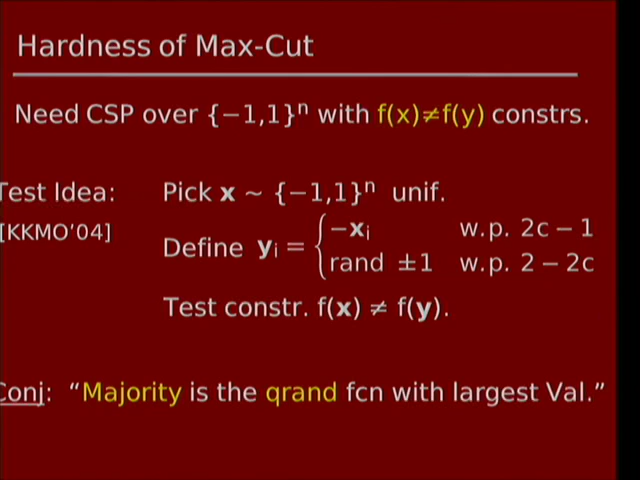 Hardness of Max-Cut
Need CSP over {−1,1}ⁿ with f(x)≠f(y) constrs.
Test Idea: Pick x ~ {−1,1}ⁿ unif.
[KKMO'04]
Define yᵢ = { −xᵢ w.p. 2c − 1
rand ±1 w.p. 2 − 2c
Test constr. f(x) ≠ f(y).
Conj: “Majority is the qrand fcn with largest Val.”